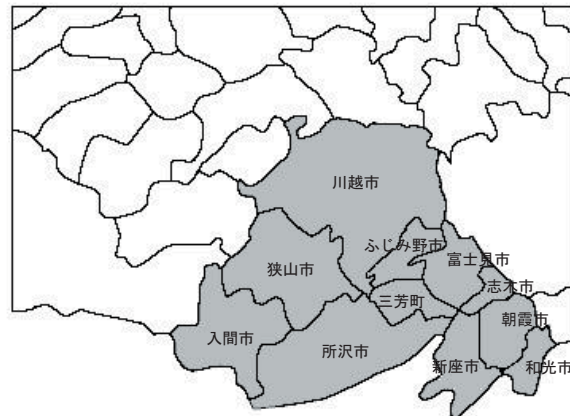 川越市
ふじみ野市
富士見市
狭山市
志木市
三芳町
朝霞市
入間市
所沢市
新座市
和光市